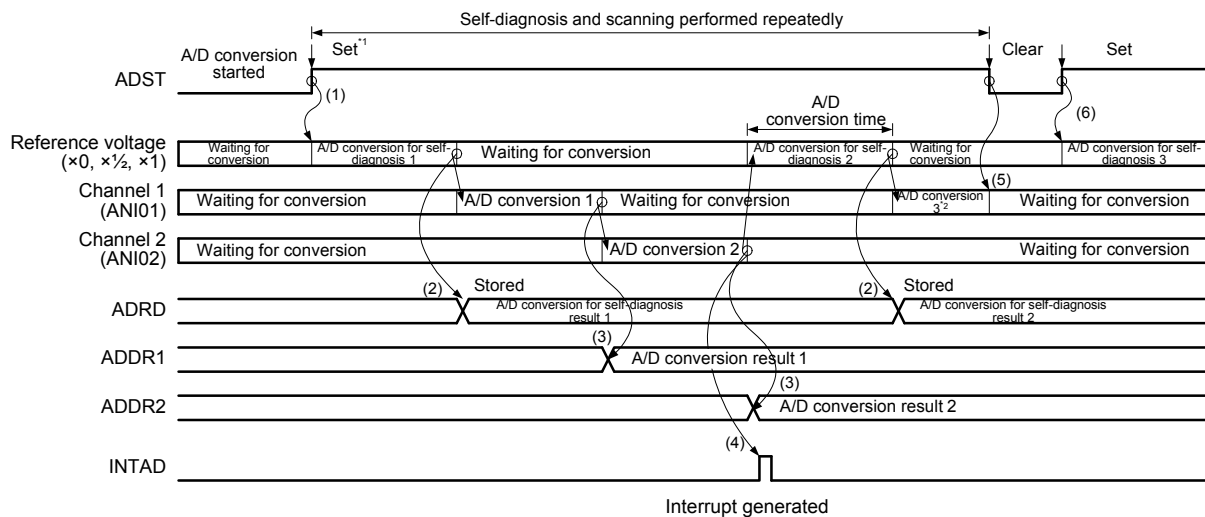 Self-diagnosis and scanning performed repeatedly
A/D conversion
started
Set*1
Clear
Set
ADST
(1)
(6)
A/D
conversion time
Reference voltage
(×0, ×½, ×1)
Waiting for
conversion
A/D conversion for self-
diagnosis 1
Waiting for conversion
A/D conversion for self-
diagnosis 2
Waiting for
conversion
A/D conversion for self-
diagnosis 3
(5)
Channel 1
(ANI01)
Waiting for conversion
A/D conversion 1
Waiting for conversion
A/D conversion
3*2
Waiting for conversion
Channel 2
(ANI02)
Waiting for conversion
A/D conversion 2
Waiting for conversion
ADRD
(2)
Stored
A/D conversion for self-diagnosis
result 1
(2)
Stored
A/D conversion for self-diagnosis
result 2
ADDR1
(3)
A/D conversion result 1
ADDR2
(3)
A/D conversion result 2
INTAD
(4)
Interrupt generated